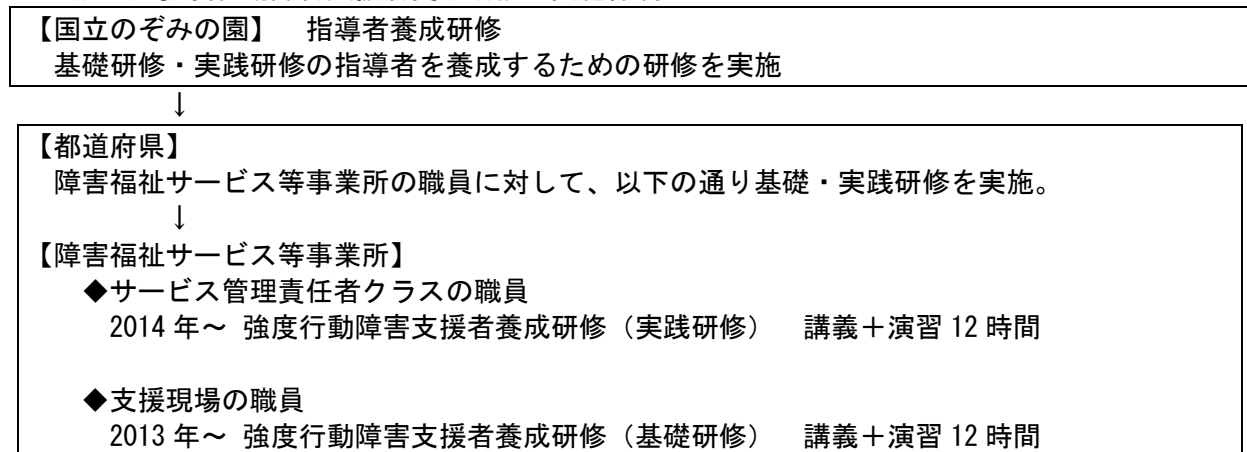 【国立のぞみの園】　指導者養成研修
基礎研修・実践研修の指導者を養成するための研修を実施
↓
【都道府県】
障害福祉サービス等事業所の職員に対して、以下の通り基礎・実践研修を実施。
↓
【障害福祉サービス等事業所】
◆サービス管理責任者クラスの職員
2014 年～ 強度行動障害支援者養成研修（実践研修）　講義＋演習 12 時間
◆支援現場の職員
2013 年～ 強度行動障害支援者養成研修（基礎研修）　講義＋演習 12 時間